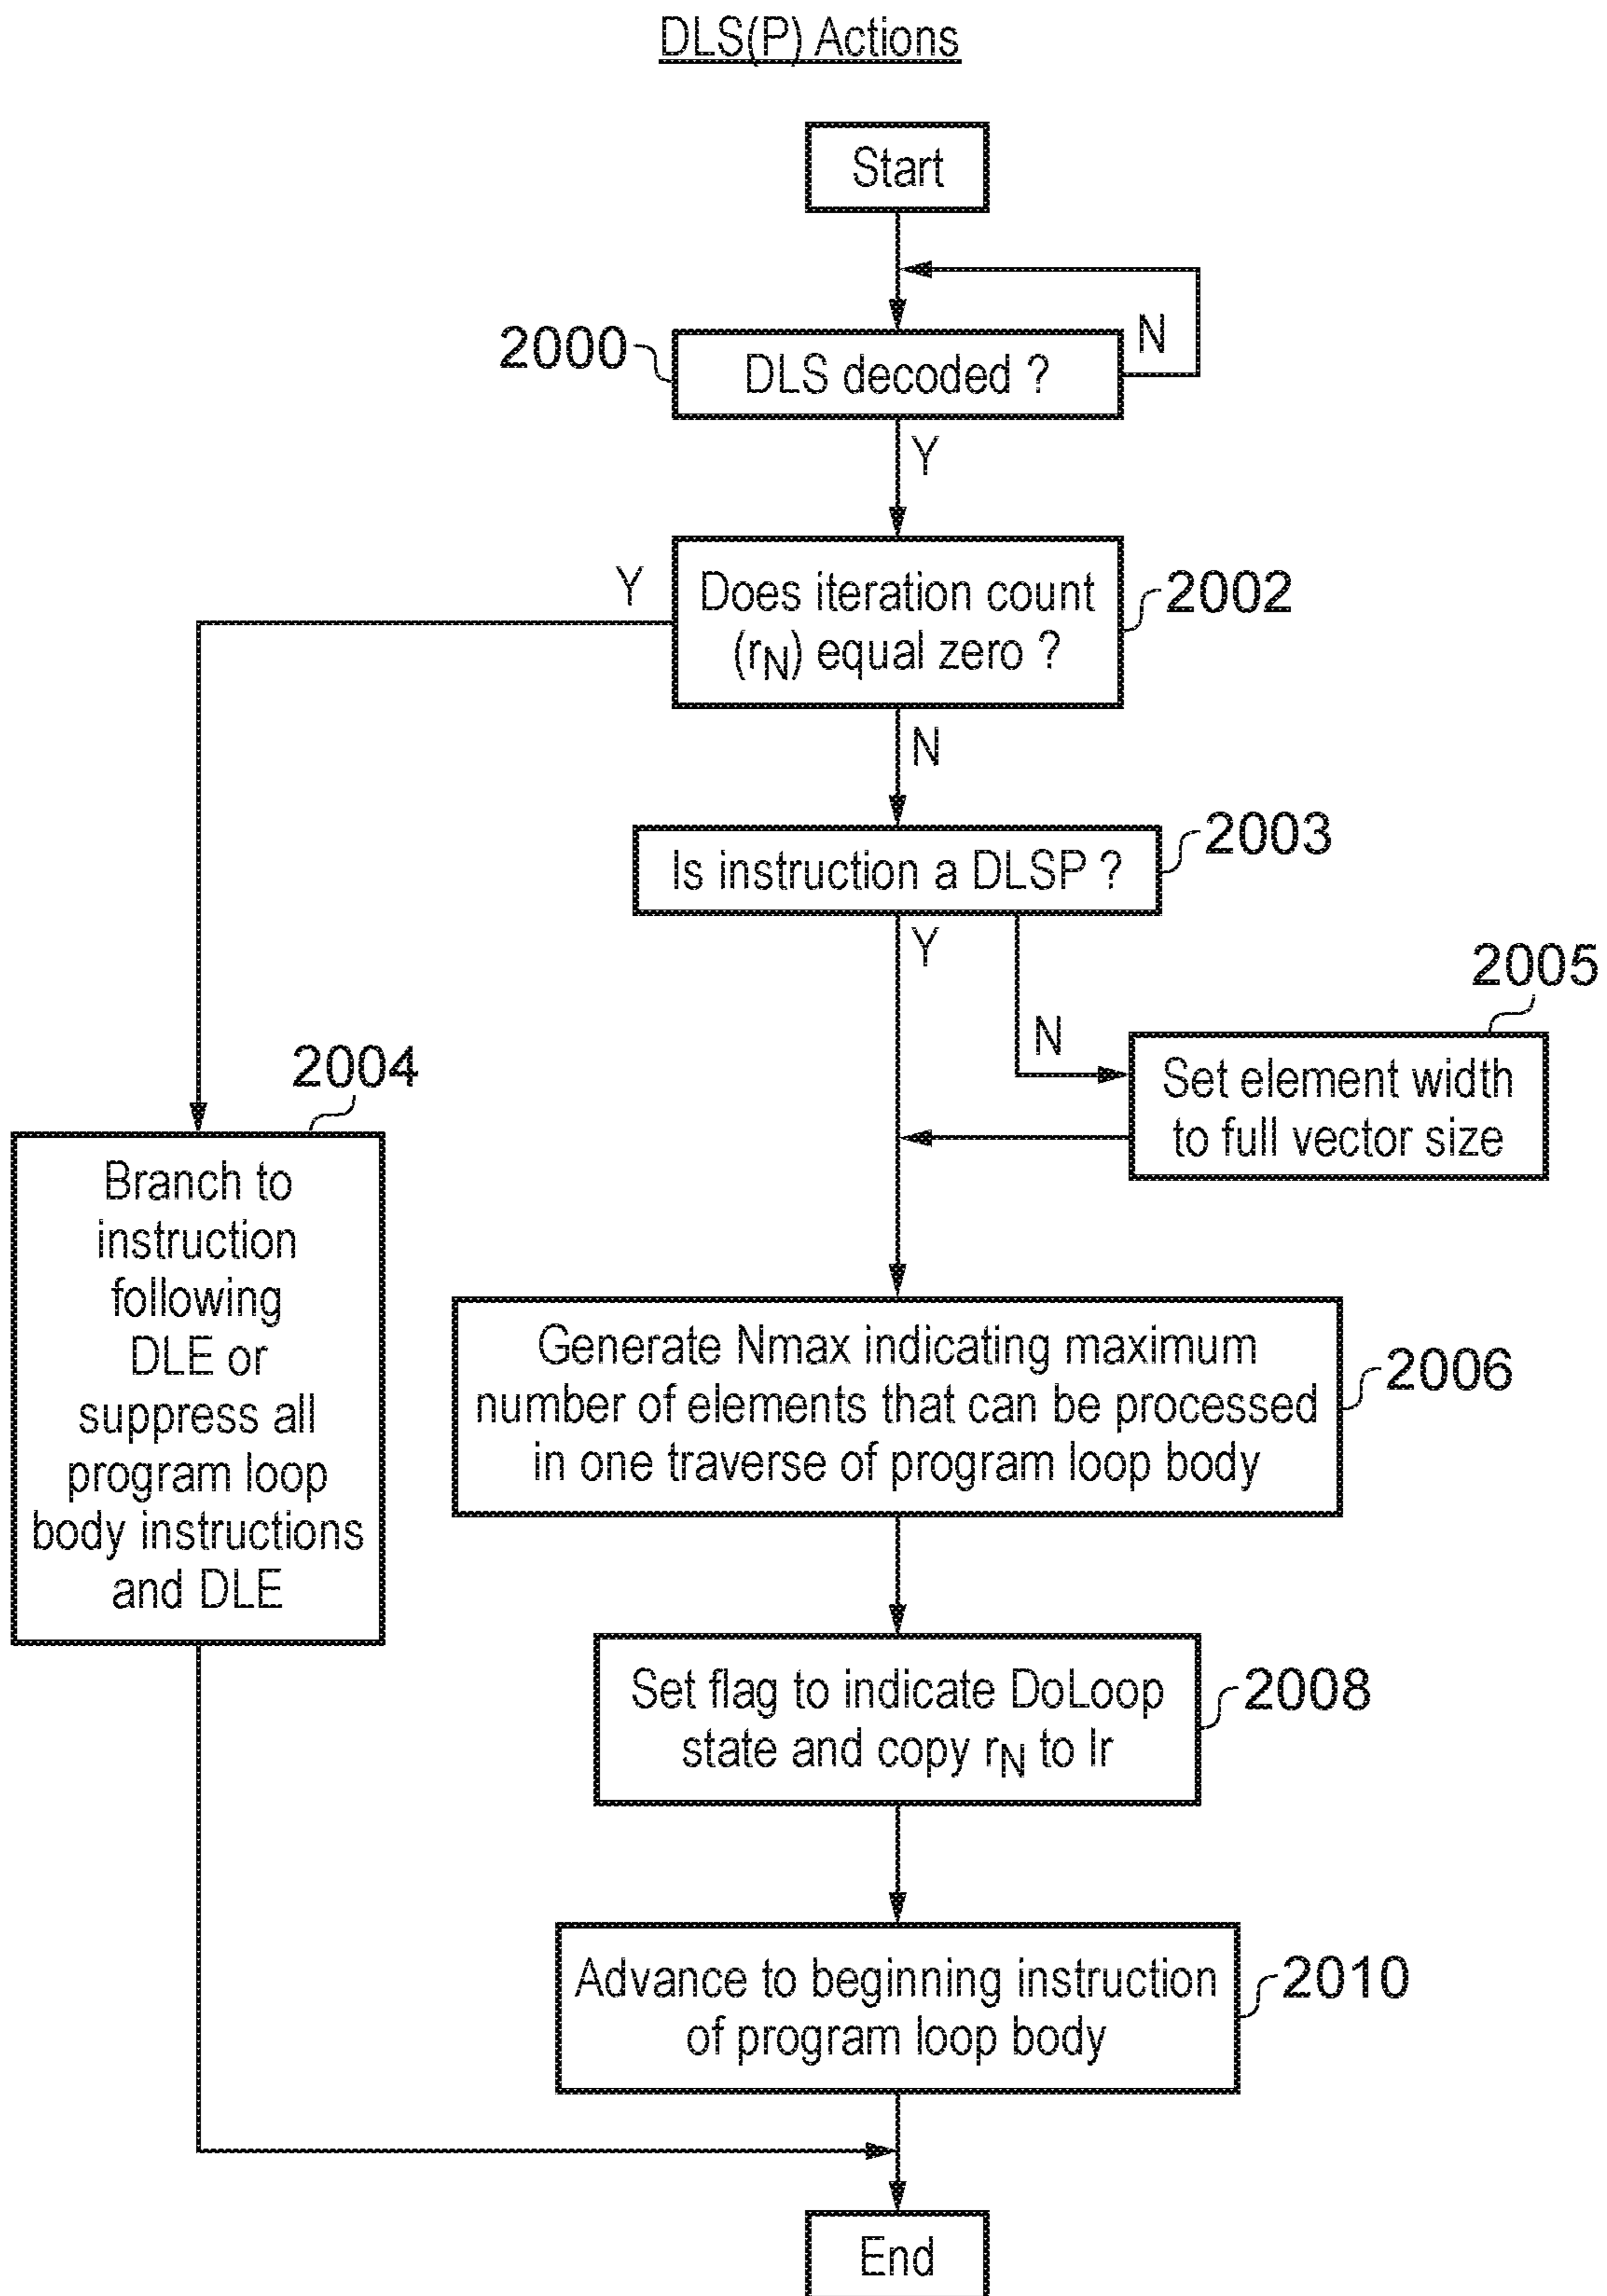 DLS(P) Actions
Start
N
2000
DLS decoded ?
Y
Y
Does iteration count
(rN) equal zero ?
2002
N
2003
Is instruction a DLSP ?
Y
2005
N
Set element width
to full vector size
2004
Branch to
instruction
following
DLE or
suppress all
program loop
body instructions
and DLE
Generate Nmax indicating maximum
number of elements that can be processed
in one traverse of program loop body
2006
Set flag to indicate DoLoop
state and copy rN to lr
2008
Advance to beginning instruction
of program loop body
2010
End